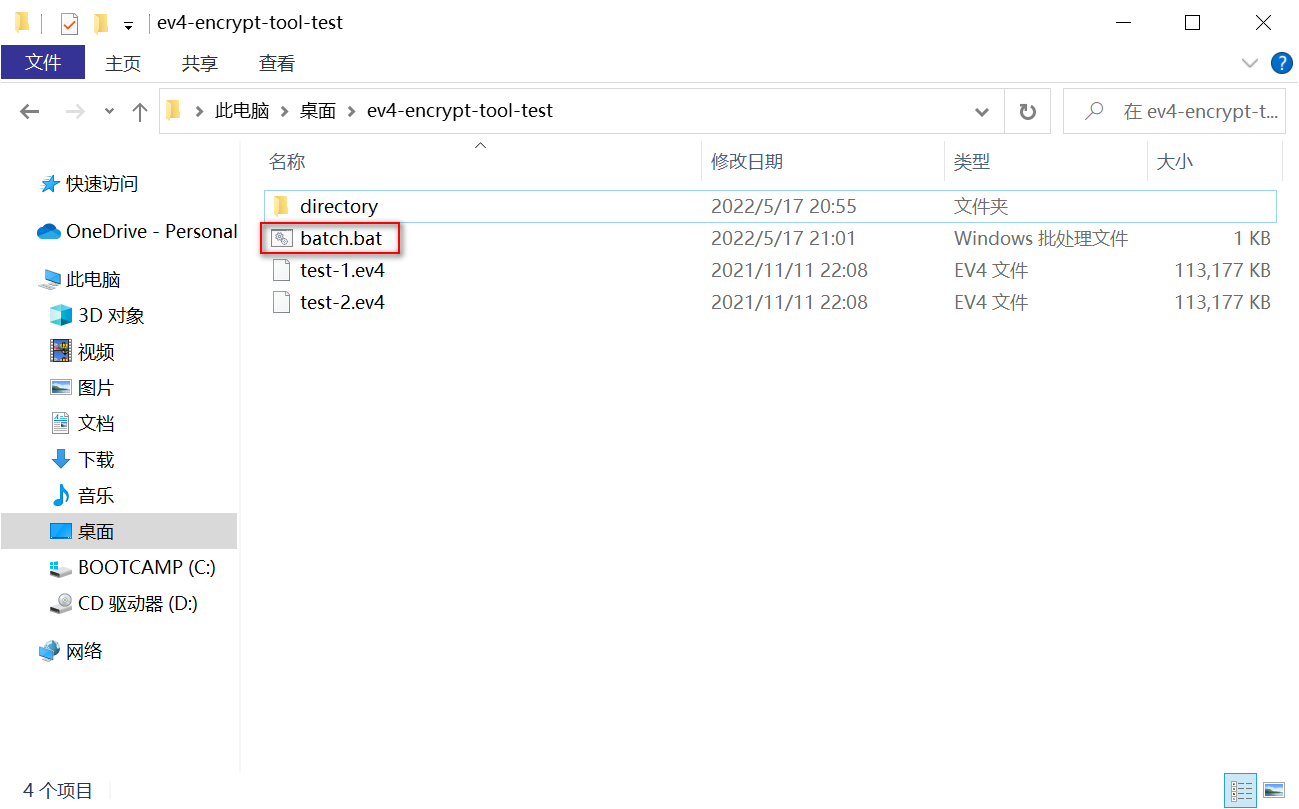 ev4-encrypt-tool-test
文件 主页 共享 查看 ?
此电脑 桌面 ev4-encrypt-tool-test 在 ev4-encrypt-t...
名称 修改日期 类型 大小
快速访问
OneDrive - Personal
此电脑
3D 对象
视频
图片
文档
下载
音乐
桌面
BOOTCAMP (C:)
CD 驱动器 (D:)
网络
directory 2022/5/17 20:55 文件夹
batch.bat 2022/5/17 21:01 Windows 批处理文件 1 KB
test-1.ev4 2021/11/11 22:08 EV4 文件 113,177 KB
test-2.ev4 2021/11/11 22:08 EV4 文件 113,177 KB
4 个项目